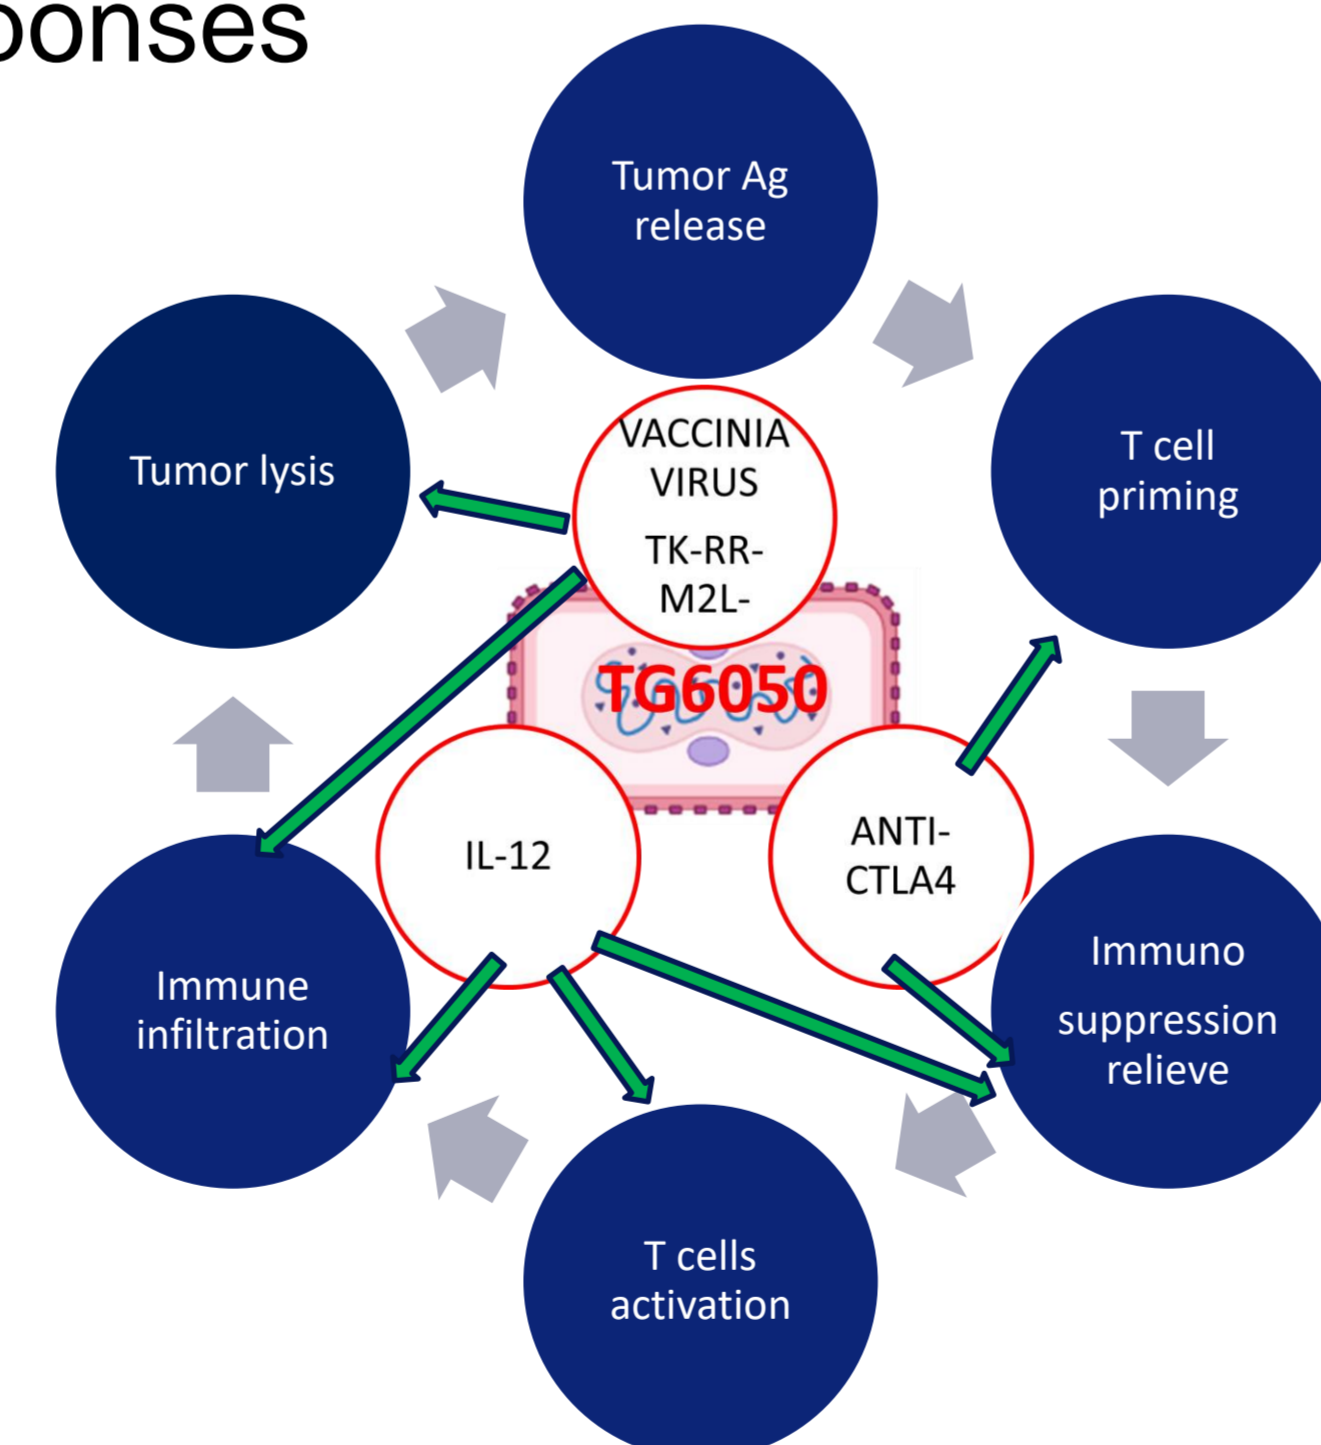 ponses
Tumor Ag
release
T cell
priming
Tumor lysis
VACCINIA
VIRUS
TK-RR-
M2L-
TG6050
IL-12
ANTI-
CTLA4
Immuno
suppression
relieve
Immune
infiltration
T cells
activation